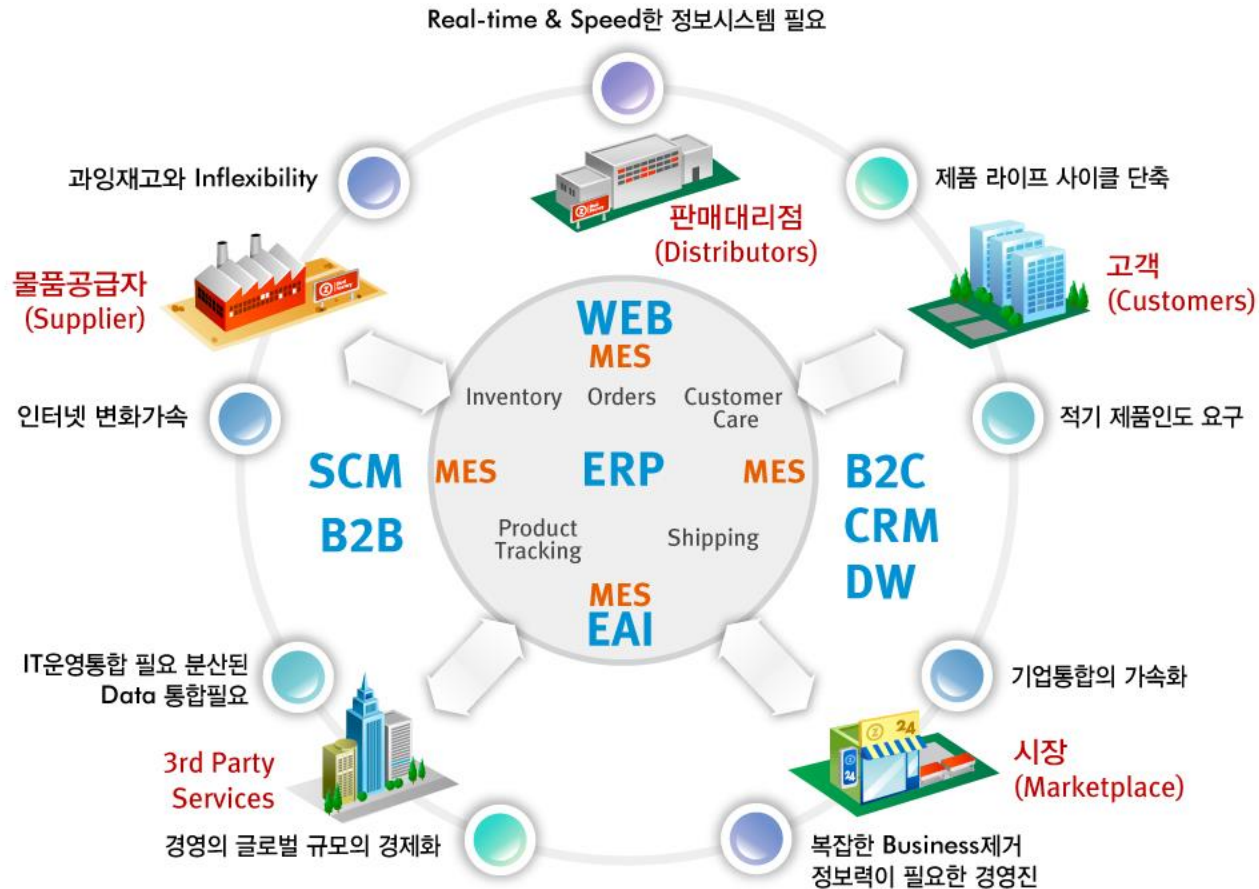 Real-time & Speed한 정보시스템 필요
과잉재고와 Inflexibility
제품 라이프 사이클 단축
판매대리점
(Distributors)
물품공급자
(Supplier)
고객
(Customers)
WEB
MES
Inventory
Orders
Customer
Care
인터넷 변화가속
적기 제품인도 요구
SCM
MES
ERP
MES
B2C
B2B
CRM
DW
Product
Tracking
Shipping
MES
EAI
IT운영통합 필요 분산된
Data 통합필요
기업통합의 가속화
3rd Party
Services
24
24
시장
(Marketplace)
경영의 글로벌 규모의 경제화
복잡한 Business제거
정보력이 필요한 경영진